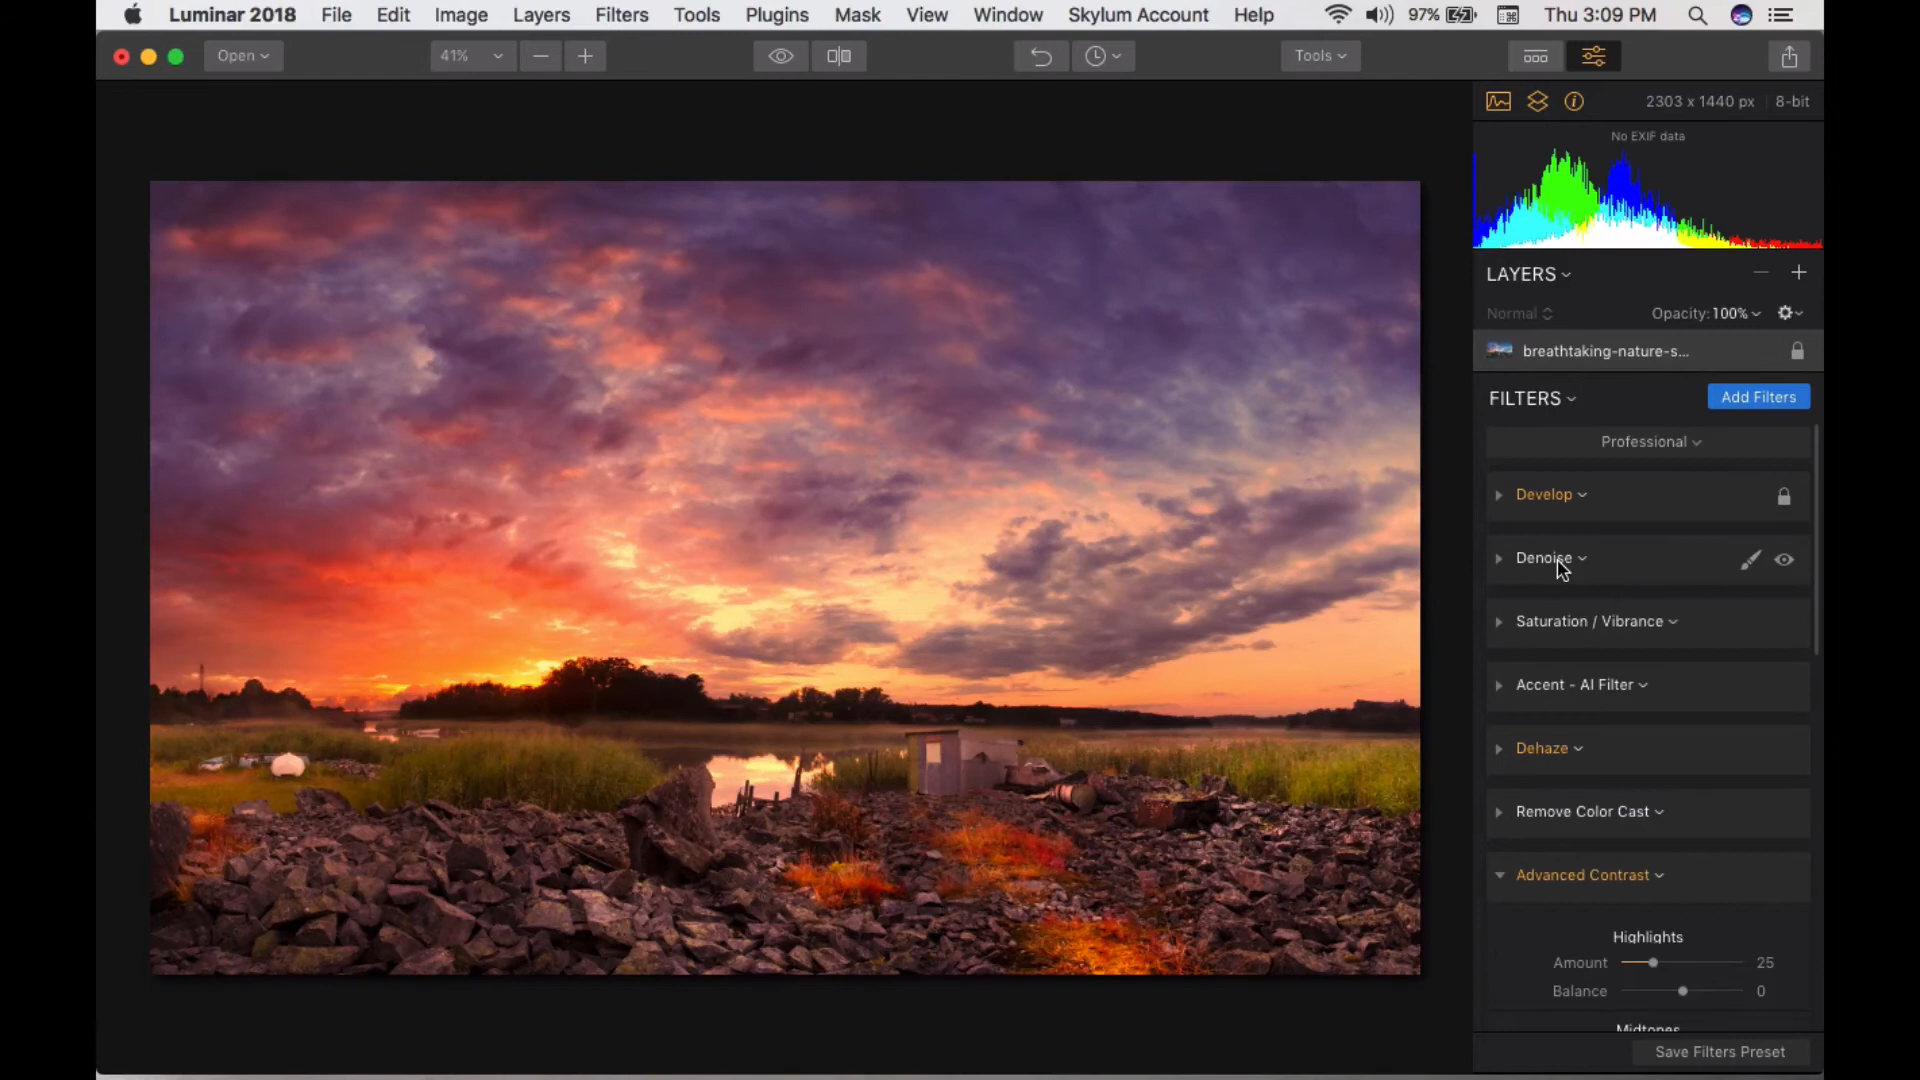 Luminar 2018 File Edit Image Layers Filters Tools Plugins Mask View Window Skylum Account Help 97% Thu 3:09 PM
Open 41% Tools
2303 x 1440 px 8-bit
No EXIF data
LAYERS
Normal Opacity: 100%
breathtaking-nature-s...
FILTERS Add Filters
Professional
Develop
Denoise
Saturation / Vibrance
Accent - AI Filter
Dehaze
Remove Color Cast
Advanced Contrast
Highlights
Amount 25
Balance 0
Midtones
Save Filters Preset